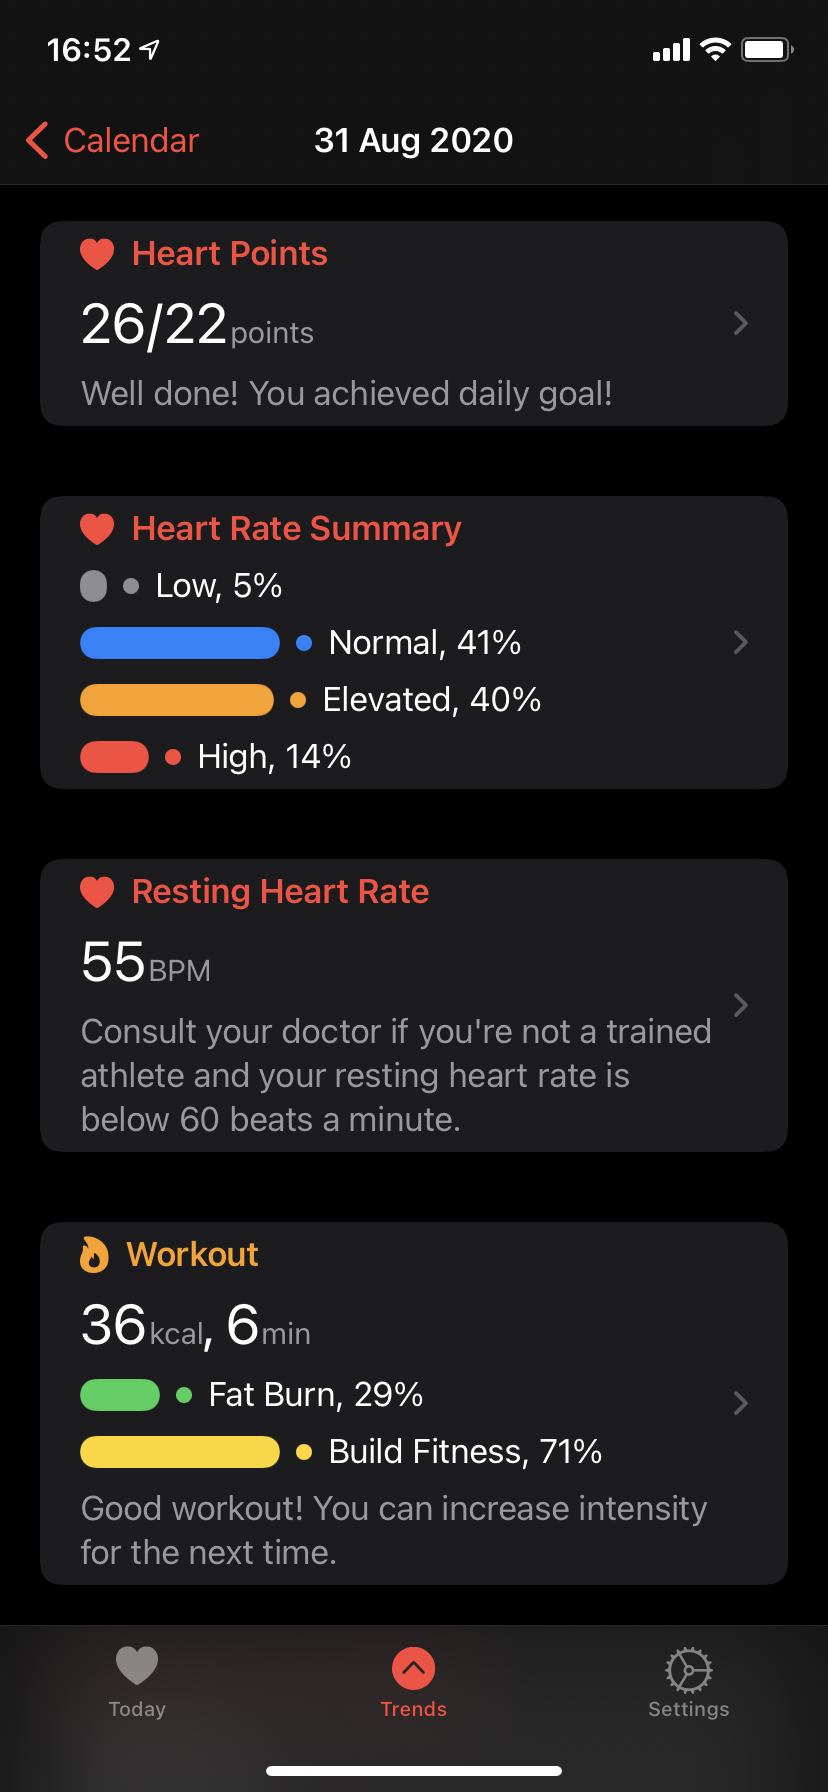 16:52
Calendar
31 Aug 2020
Heart Points
26/22 points
Well done! You achieved daily goal!
Heart Rate Summary
Low, 5%
Normal, 41%
Elevated, 40%
High, 14%
Resting Heart Rate
55 BPM
Consult your doctor if you're not a trained
athlete and your resting heart rate is
below 60 beats a minute.
Workout
36 kcal, 6 min
Fat Burn, 29%
Build Fitness, 71%
Good workout! You can increase intensity
for the next time.
Today
Trends
Settings